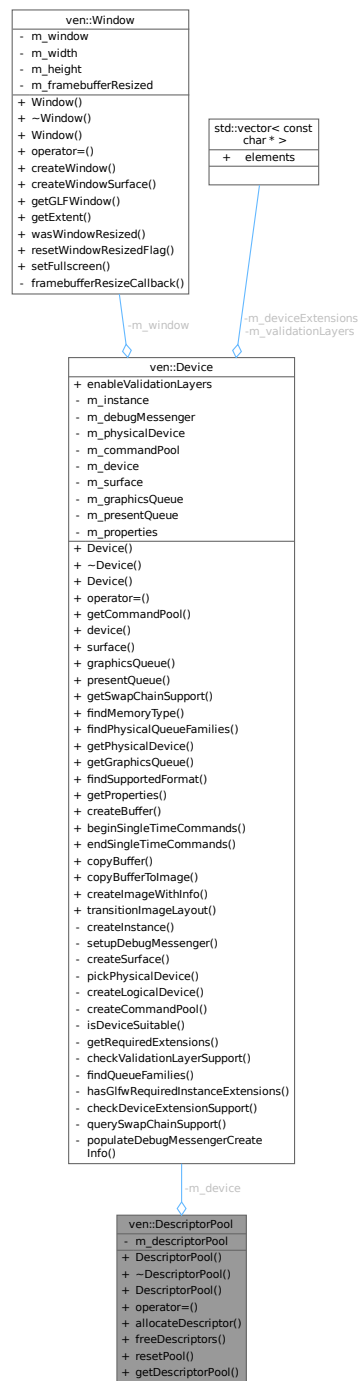 ven::Window
- m_window
- m_width
- m_height
- m_framebufferResized
+ Window()
+ ~Window()
+ Window()
+ operator=()
+ createWindow()
+ createWindowSurface()
+ getGLFWindow()
+ getExtent()
+ wasWindowResized()
+ resetWindowResizedFlag()
+ setFullscreen()
- framebufferResizeCallback()
std::vector< const
char * >
+ elements
-m_window
-m_deviceExtensions
-m_validationLayers
ven::Device
+ enableValidationLayers
- m_instance
- m_debugMessenger
- m_physicalDevice
- m_commandPool
- m_device
- m_surface
- m_graphicsQueue
- m_presentQueue
- m_properties
+ Device()
+ ~Device()
+ Device()
+ operator=()
+ getCommandPool()
+ device()
+ surface()
+ graphicsQueue()
+ presentQueue()
+ getSwapChainSupport()
+ findMemoryType()
+ findPhysicalQueueFamilies()
+ getPhysicalDevice()
+ getGraphicsQueue()
+ findSupportedFormat()
+ getProperties()
+ createBuffer()
+ beginSingleTimeCommands()
+ endSingleTimeCommands()
+ copyBuffer()
+ copyBufferToImage()
+ createImageWithInfo()
+ transitionImageLayout()
- createInstance()
- setupDebugMessenger()
- createSurface()
- pickPhysicalDevice()
- createLogicalDevice()
- createCommandPool()
- isDeviceSuitable()
- getRequiredExtensions()
- checkValidationLayerSupport()
- findQueueFamilies()
- hasGlfwRequiredInstanceExtensions()
- checkDeviceExtensionSupport()
- querySwapChainSupport()
- populateDebugMessengerCreate
Info()
-m_device
ven::DescriptorPool
- m_descriptorPool
+ DescriptorPool()
+ ~DescriptorPool()
+ DescriptorPool()
+ operator=()
+ allocateDescriptor()
+ freeDescriptors()
+ resetPool()
+ getDescriptorPool()